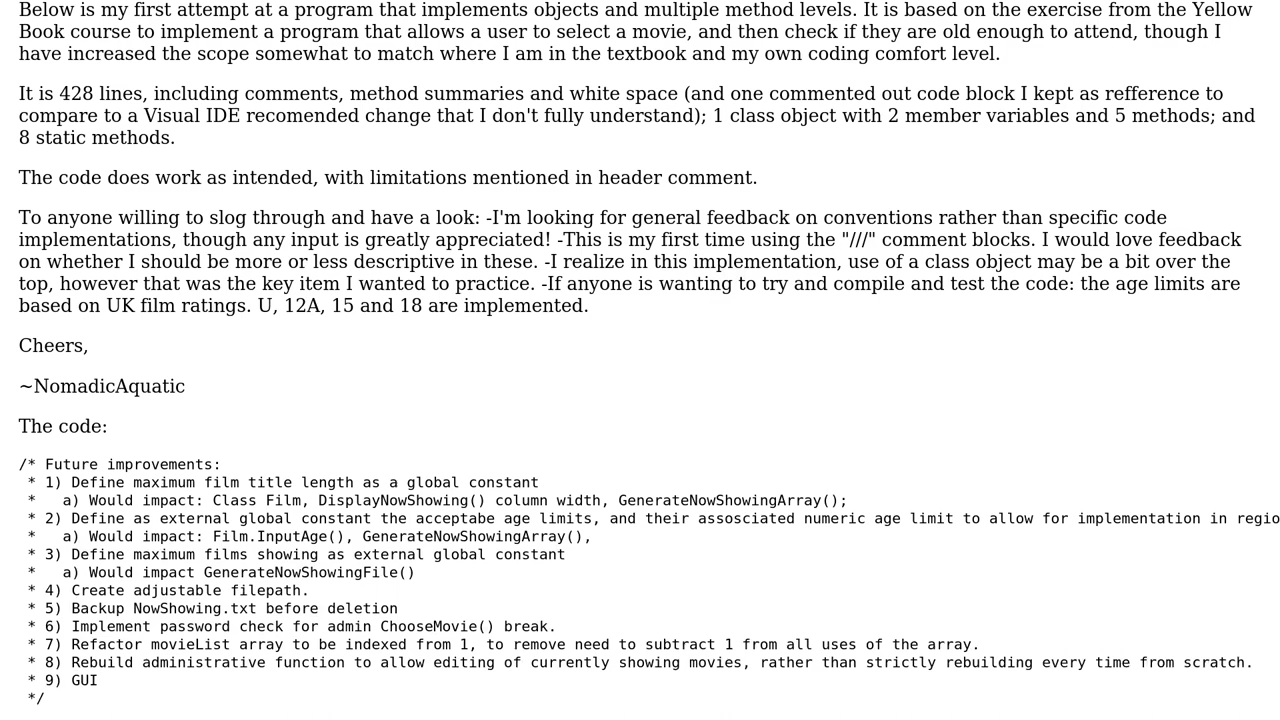 Below is my first attempt at a program that implements objects and multiple method levels. It is based on the exercise from the Yellow
Book course to implement a program that allows a user to select a movie, and then check if they are old enough to attend, though I
have increased the scope somewhat to match where I am in the textbook and my own coding comfort level.
It is 428 lines, including comments, method summaries and white space (and one commented out code block I kept as refference to
compare to a Visual IDE recomended change that I don't fully understand); 1 class object with 2 member variables and 5 methods; and
8 static methods.
The code does work as intended, with limitations mentioned in header comment.
To anyone willing to slog through and have a look: -I'm looking for general feedback on conventions rather than specific code
implementations, though any input is greatly appreciated! -This is my first time using the "///" comment blocks. I would love feedback
on whether I should be more or less descriptive in these. -I realize in this implementation, use of a class object may be a bit over the
top, however that was the key item I wanted to practice. -If anyone is wanting to try and compile and test the code: the age limits are
based on UK film ratings. U, 12A, 15 and 18 are implemented.
Cheers,
~NomadicAquatic
The code:
/* Future improvements:
 * 1) Define maximum film title length as a global constant
 *   a) Would impact: Class Film, DisplayNowShowing() column width, GenerateNowShowingArray();
 * 2) Define as external global constant the acceptabe age limits, and their assosciated numeric age limit to allow for implementation in regio
 *   a) Would impact: Film.InputAge(), GenerateNowShowingArray(),
 * 3) Define maximum films showing as external global constant
 *   a) Would impact GenerateNowShowingFile()
 * 4) Create adjustable filepath.
 * 5) Backup NowShowing.txt before deletion
 * 6) Implement password check for admin ChooseMovie() break.
 * 7) Refactor movieList array to be indexed from 1, to remove need to subtract 1 from all uses of the array.
 * 8) Rebuild administrative function to allow editing of currently showing movies, rather than strictly rebuilding every time from scratch.
 * 9) GUI
 */